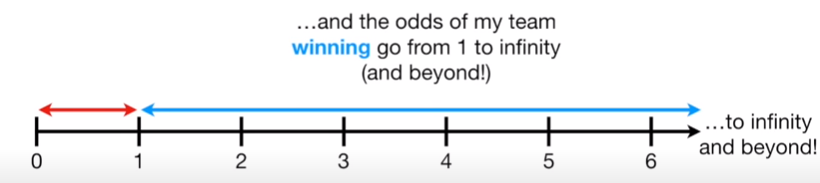 ...and the odds of my team
winning go from 1 to infinity
(and beyond!)
...to infinity
and beyond!
0 1 2 3 4 5 6